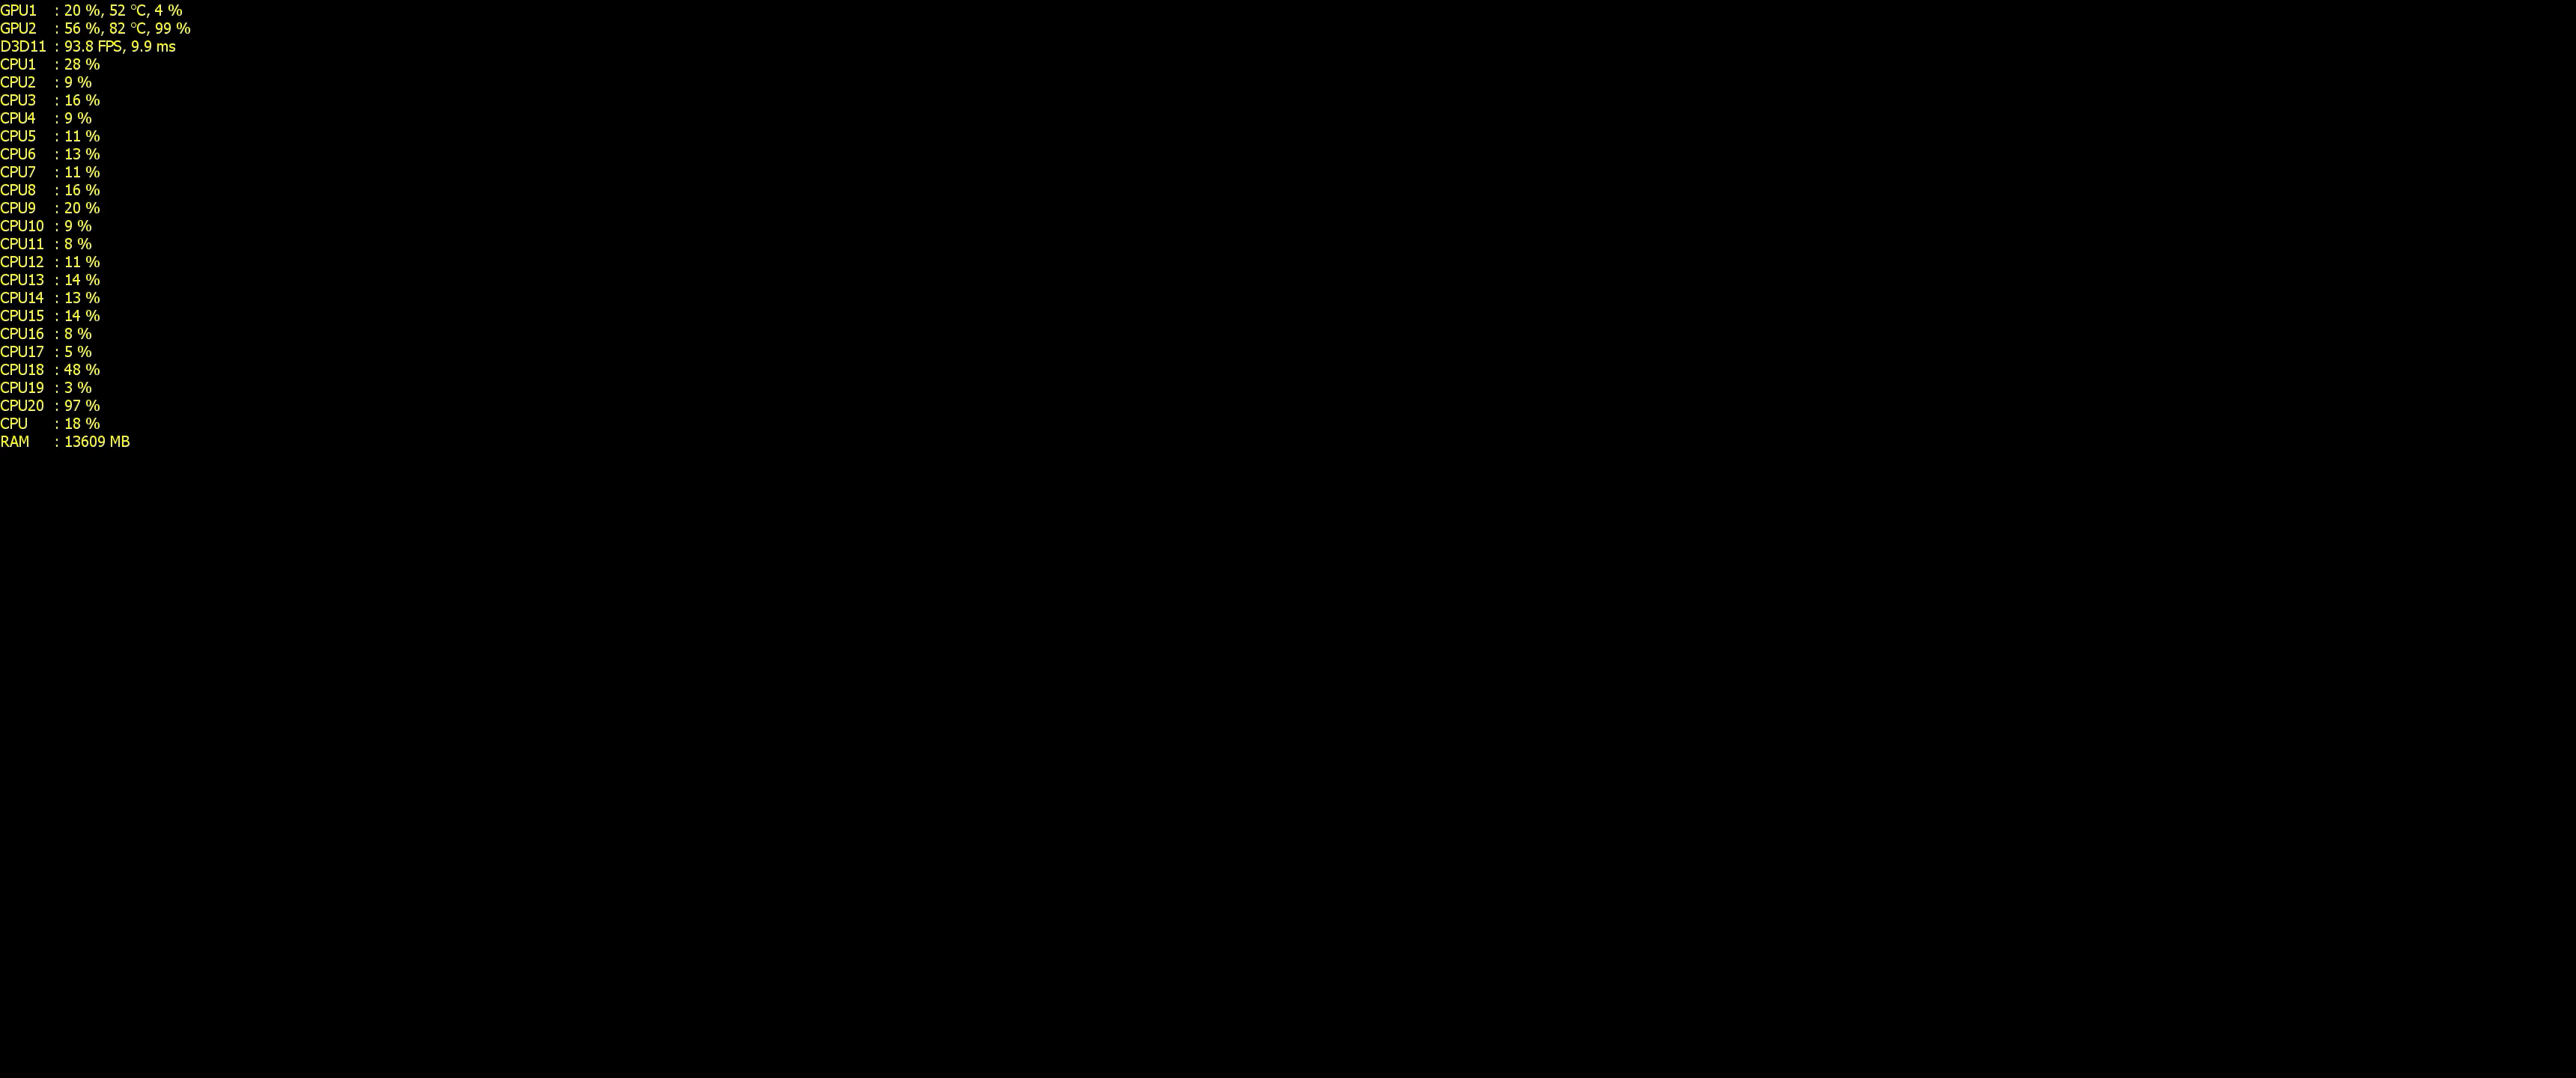 GPU1 : 20 %, 52 °C, 4 %
GPU2 : 56 %, 82 °C, 99 %
D3D11 : 93.8 FPS, 9.9 ms
CPU1 : 28 %
CPU2 : 9 %
CPU3 : 16 %
CPU4 : 9 %
CPU5 : 11 %
CPU6 : 13 %
CPU7 : 11 %
CPU8 : 16 %
CPU9 : 20 %
CPU10 : 9 %
CPU11 : 8 %
CPU12 : 11 %
CPU13 : 14 %
CPU14 : 13 %
CPU15 : 14 %
CPU16 : 8 %
CPU17 : 5 %
CPU18 : 48 %
CPU19 : 3 %
CPU20 : 97 %
CPU : 18 %
RAM : 13609 MB